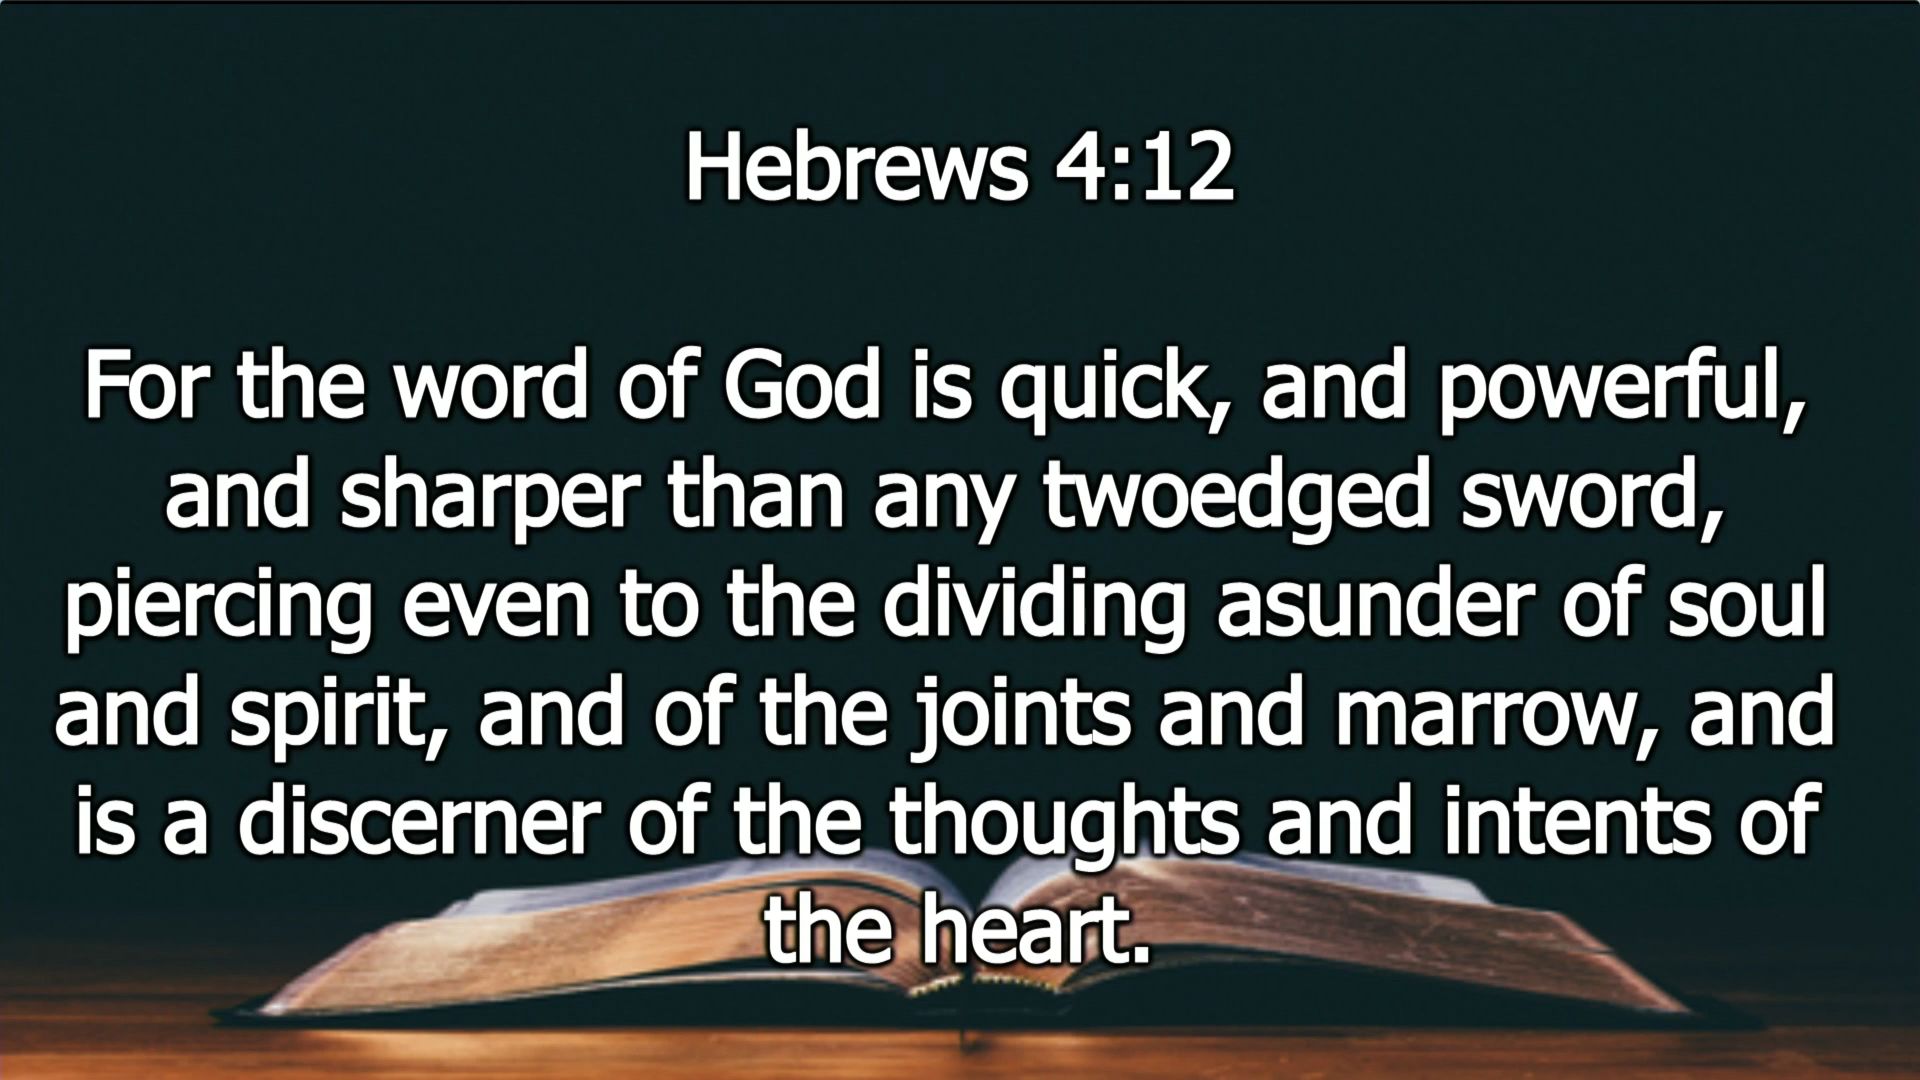 Hebrews 4:12
For the word of God is quick, and powerful,
and sharper than any twoedged sword,
piercing even to the dividing asunder of soul
and spirit, and of the joints and marrow, and
is a discerner of the thoughts and intents of
the heart.